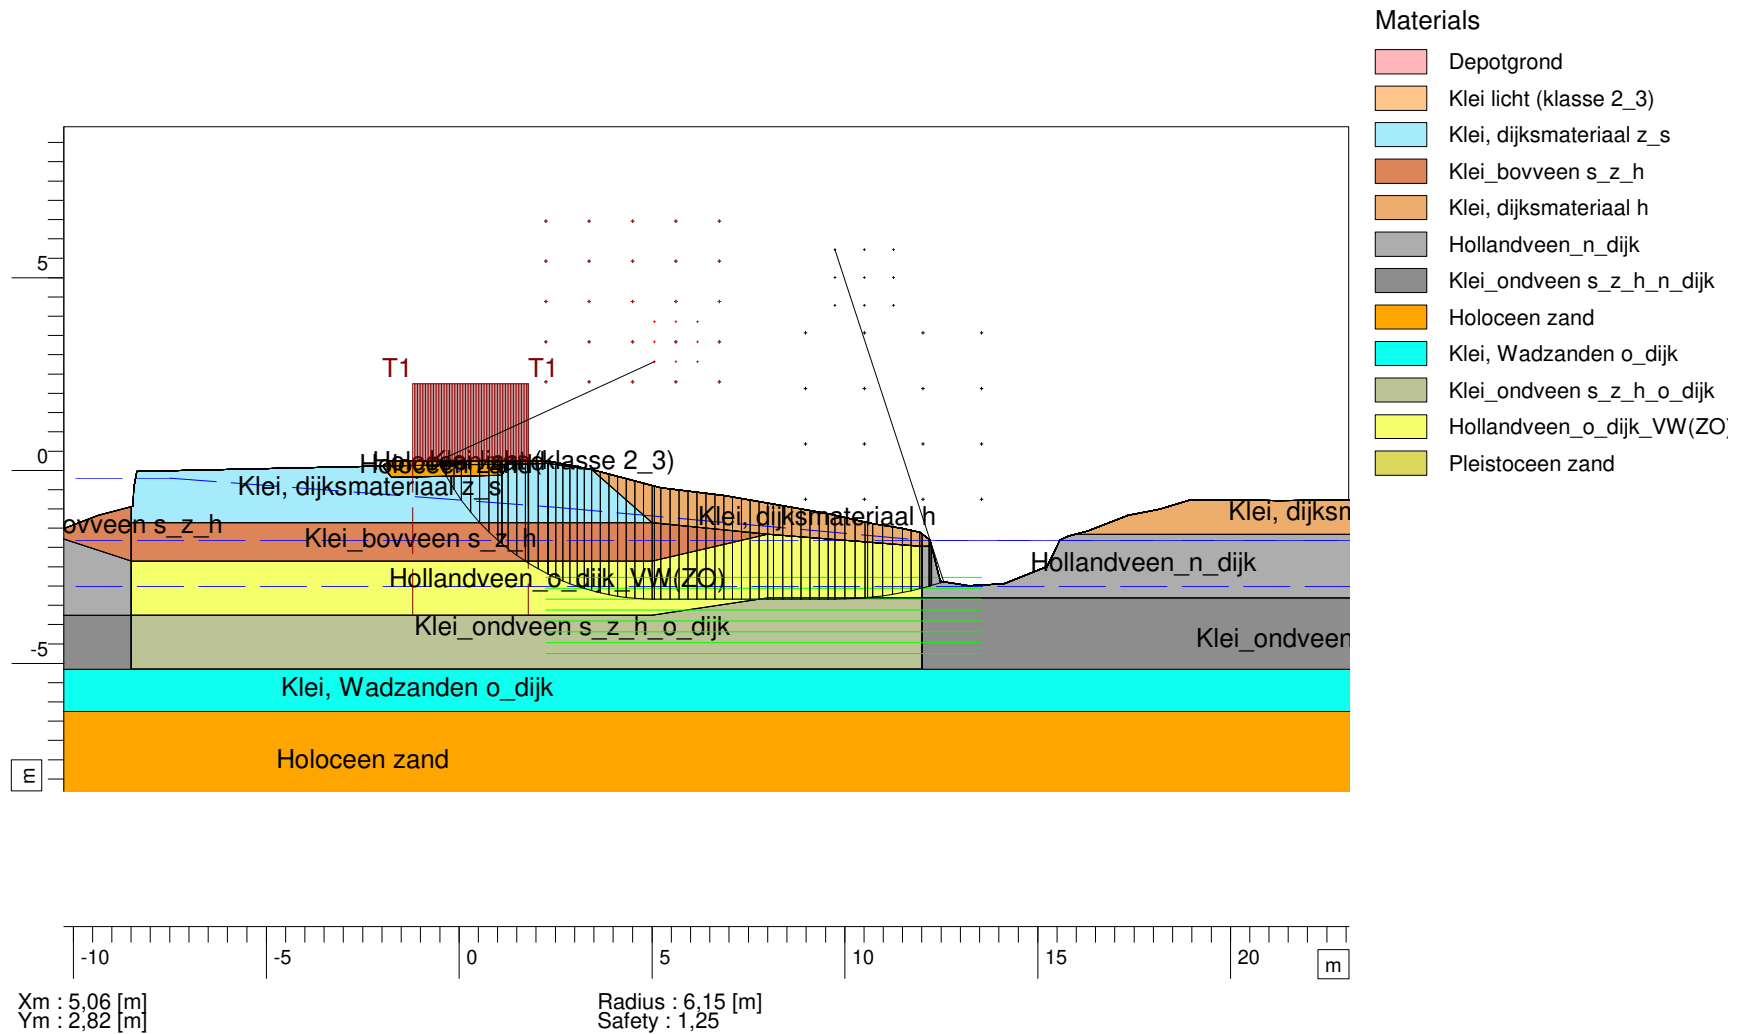 Materials
Depotgrond
Klei licht (klasse 2_3)
Klei, dijksmateriaal z_s
Klei_bovveen s_z_h
Klei, dijksmateriaal h
Hollandveen_n_dijk
Klei_ondveen s_z_h_n_dijk
Holoceen zand
Klei, Wadzanden o_dijk
Klei_ondveen s_z_h_o_dijk
Hollandveen_o_dijk_VW(ZO)
Pleistoceen zand
5
0
-5
m
T1 T1
klasse 2_3)
Klei, dijksmateriaal z_s
ovveen s_z_h
Klei_bovveen s_z_h
Klei, dijksmateriaal h
Klei, dijksm
Hollandveen_o_dijk_VW(ZO)
Hollandveen_n_dijk
Klei_ondveen s_z_h_o_dijk
Klei_ondveen
Klei, Wadzanden o_dijk
Holoceen zand
-10 -5 0 5 10 15 20 m
Xm : 5,06 [m]
Ym : 2,82 [m]
Radius : 6,15 [m]
Safety : 1,25